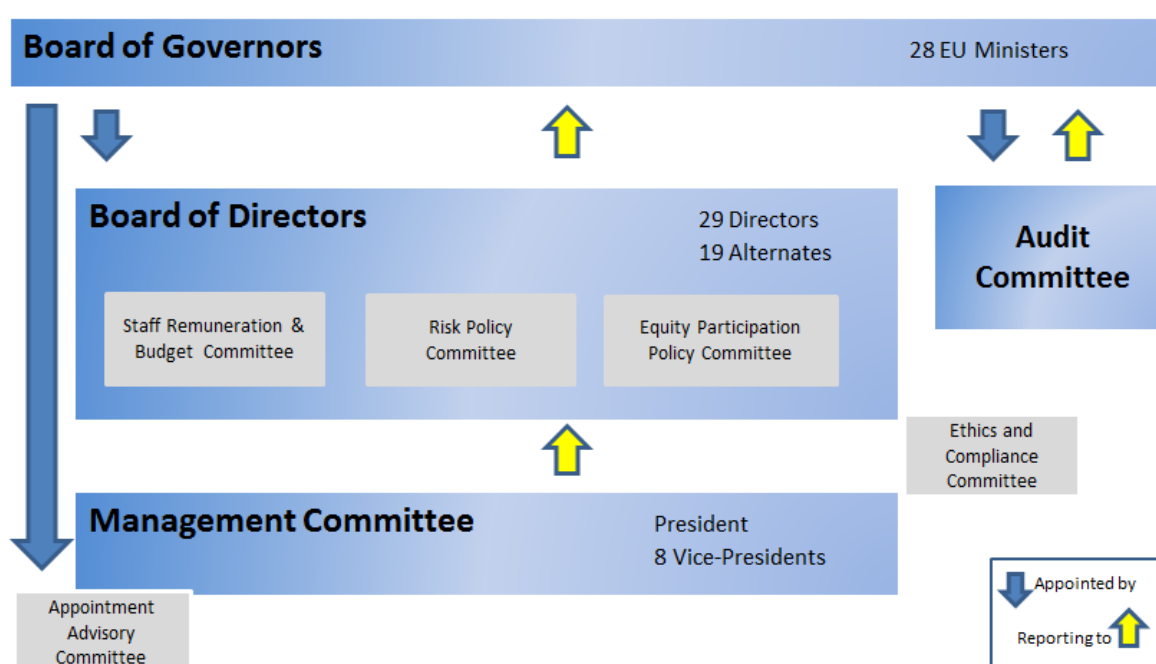 Board of Governors
28 EU Ministers
Board of Directors
29 Directors
19 Alternates
Audit
Committee
Staff Remuneration &
Budget Committee
Risk Policy
Committee
Equity Participation
Policy Committee
Ethics and
Compliance
Committee
Management Committee
President
8 Vice-Presidents
Appointment
Advisory
Committee
Appointed by
Reporting to